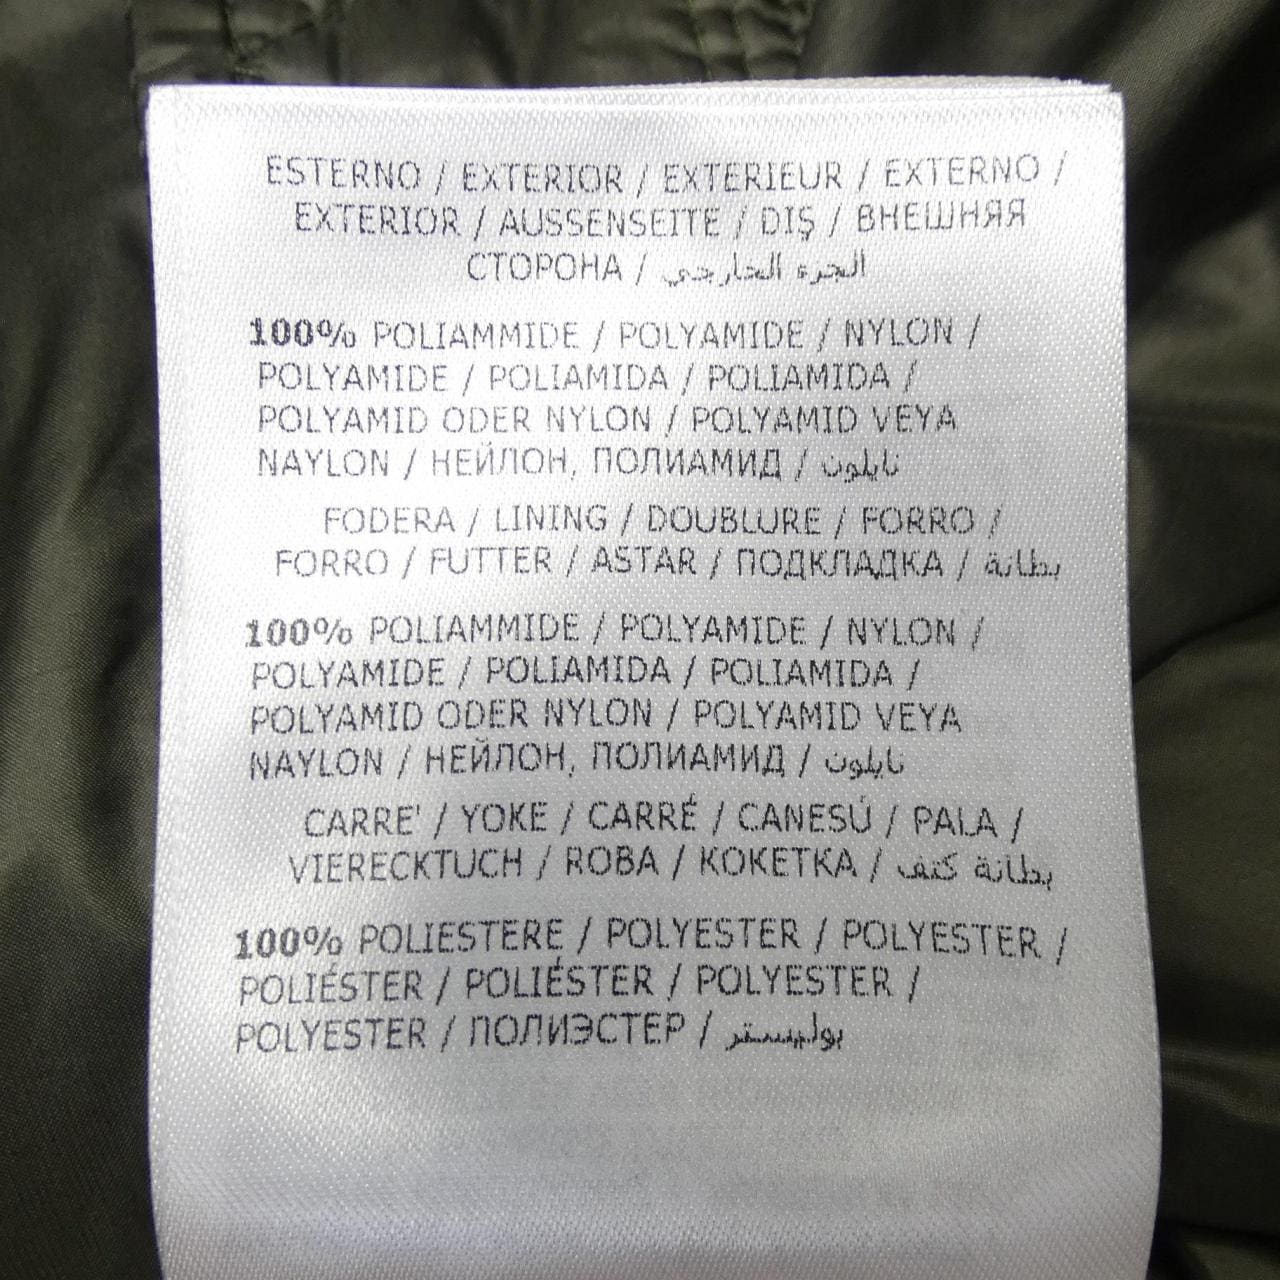 ESTERNO / EXTERIOR / EXTERIEUR / EXTERNO /
EXTERIOR / AUSSENSEITE / DIŞ / ВНЕШНЯЯ
СТОРОНА / الجزء الخارجي
100% POLIAMMIDE / POLYAMIDE / NYLON /
POLYAMIDE / POLIAMIDA / POLIAMIDA /
POLYAMID ODER NYLON / POLYAMID VEYA
NAYLON / НЕЙЛОН, ПОЛИАМИД / نايلون
FODERA / LINING / DOUBLURE / FORRO /
FORRO / FUTTER / ASTAR / ПОДКЛАДКА / بطانة
100% POLIAMMIDE / POLYAMIDE / NYLON /
POLYAMIDE / POLIAMIDA / POLIAMIDA /
POLYAMID ODER NYLON / POLYAMID VEYA
NAYLON / НЕЙЛОН, ПОЛИАМИД / نايلون
CARRE' / YOKE / CARRÉ / CANESÚ / PALA /
VIERECKTUCH / ROBA / КОКЕТКА / بطانة كتف
100% POLIESTERE / POLYESTER / POLYESTER /
POLIÉSTER / POLIÉSTER / POLYESTER /
POLYESTER / ПОЛИЭСТЕР / بوليستر